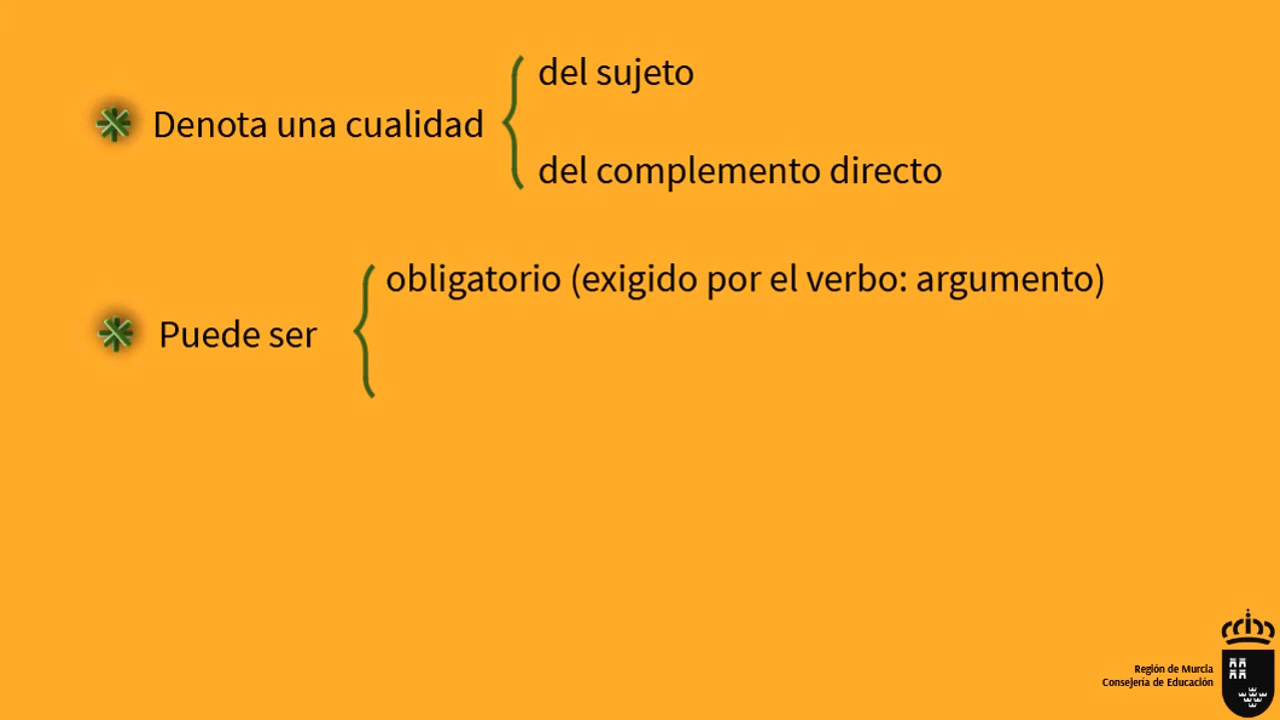 del sujeto
Denota una cualidad
del complemento directo
obligatorio (exigido por el verbo: argumento)
Puede ser
Región de Murcia
Consejería de Educación